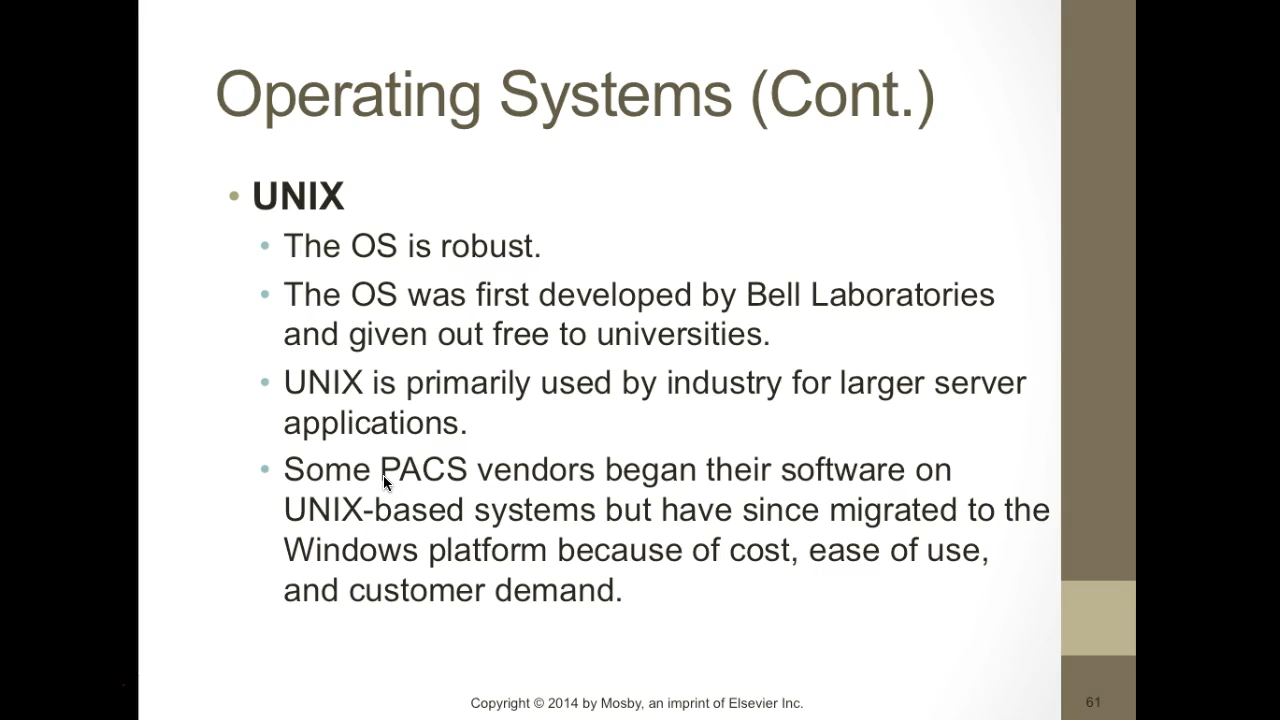 Operating Systems (Cont.)
• UNIX
• The OS is robust.
• The OS was first developed by Bell Laboratories
and given out free to universities.
• UNIX is primarily used by industry for larger server
applications.
• Some PACS vendors began their software on
UNIX-based systems but have since migrated to the
Windows platform because of cost, ease of use,
and customer demand.
Copyright © 2014 by Mosby, an imprint of Elsevier Inc.
61